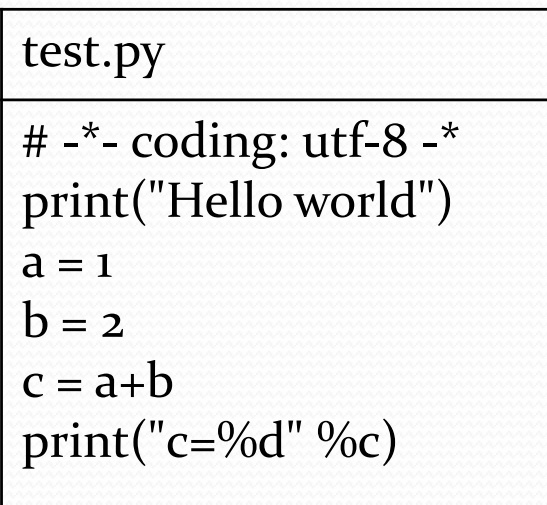 test.py
# -*- coding: utf-8 -*
print("Hello world")
a = 1
b = 2
c = a+b
print("c=%d" %c)